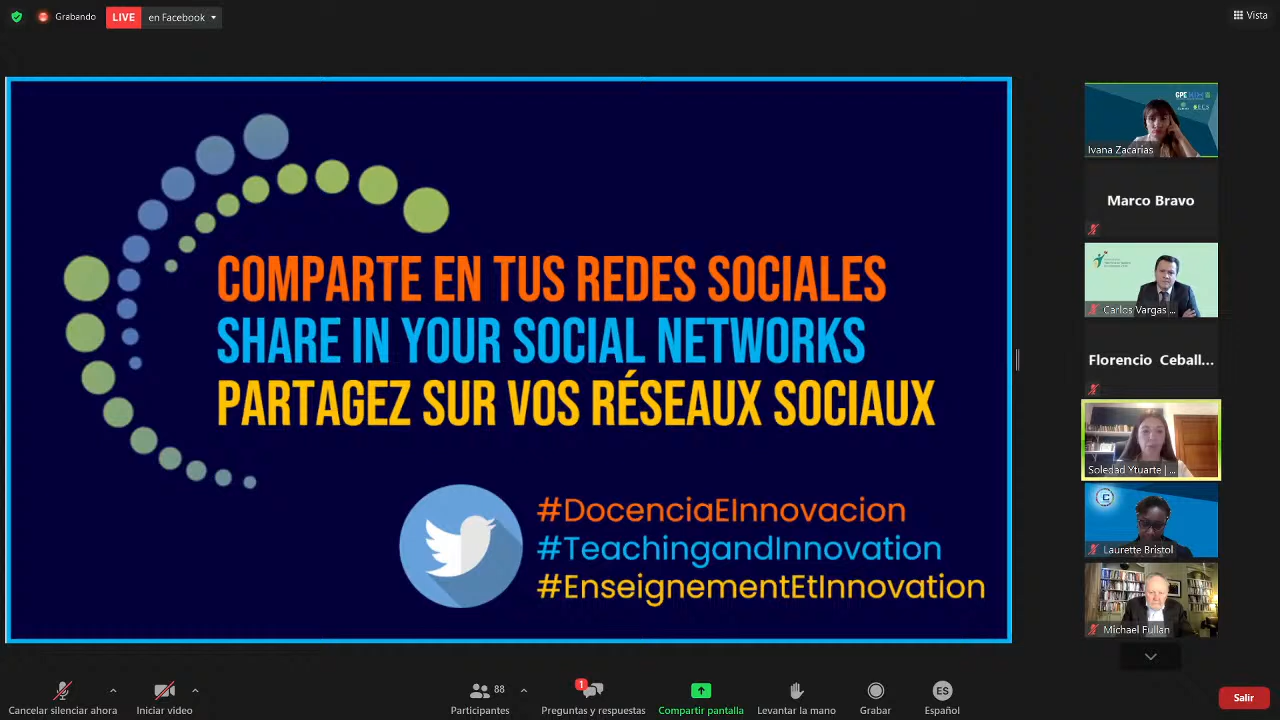 Grabando
LIVE
en Facebook
Vista
COMPARTE EN TUS REDES SOCIALES
SHARE IN YOUR SOCIAL NETWORKS
PARTAGEZ SUR VOS RÉSEAUX SOCIAUX
#DocenciaEInnovacion
#TeachingandInnovation
#EnseignementEtInnovation
GPE
Ivana Zacarias
Marco Bravo
Carlos Vargas ...
Florencio Ceball...
Soledad Ytuarte | ...
Laurette Bristol
Michael Fullan
Cancelar silenciar ahora
Iniciar video
88
Participantes
1
Preguntas y respuestas
Compartir pantalla
Levantar la mano
Grabar
ES
Español
Salir